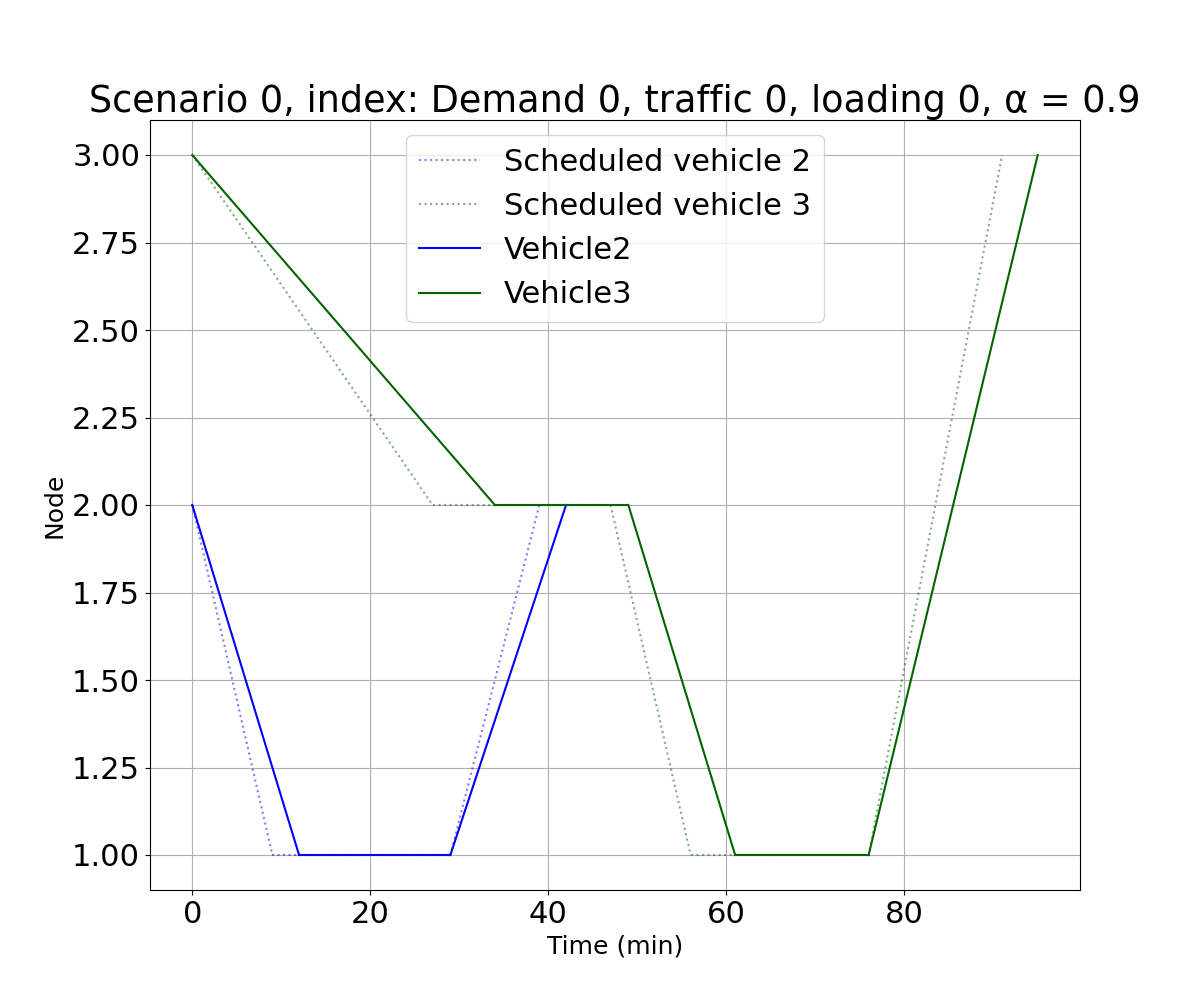 Scenario 0, index: Demand 0, traffic 0, loading 0, α = 0.9
Scheduled vehicle 2
Scheduled vehicle 3
Vehicle2
Vehicle3
3.00
2.75
2.50
2.25
2.00
1.75
1.50
1.25
1.00
Node
0 20 40 60 80
Time (min)